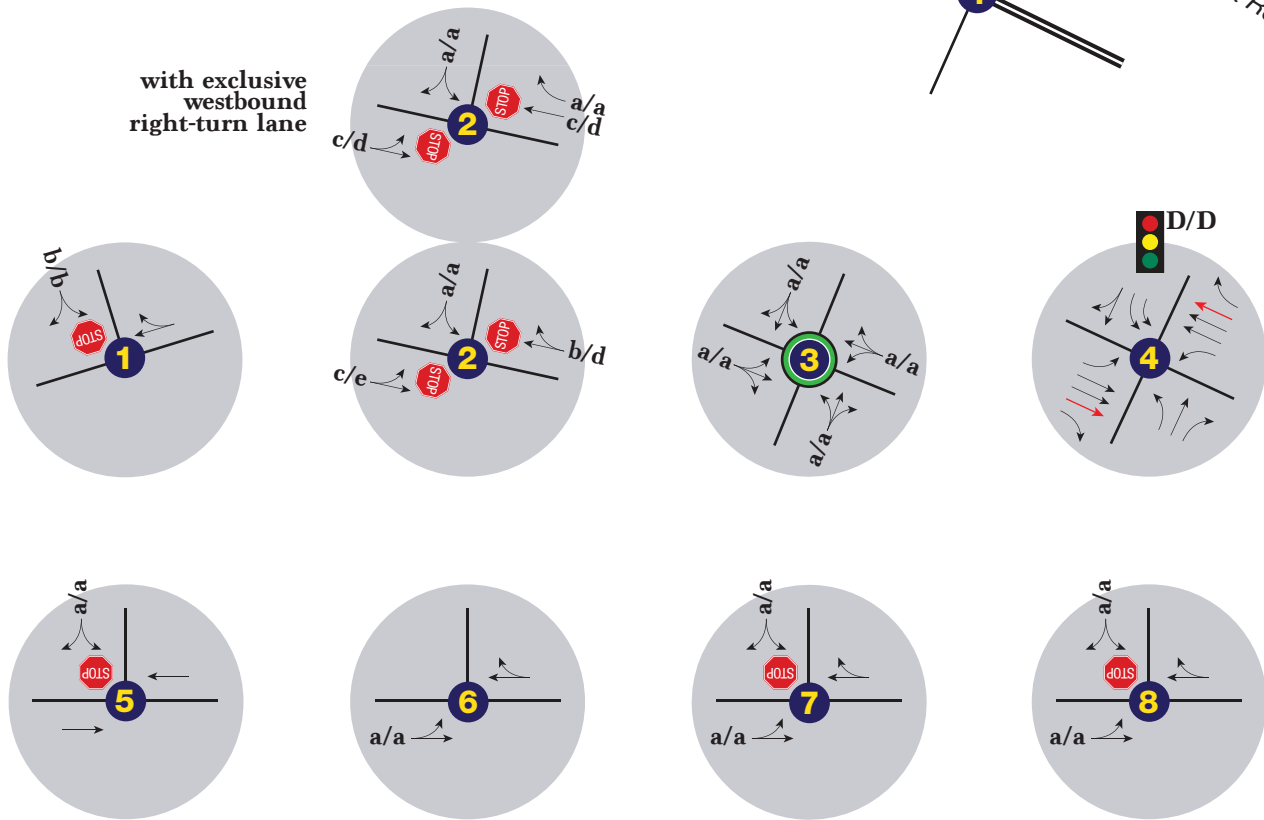 with exclusive
westbound
right-turn lane
a/a
STOP
a/a
c/d
2
c/d
STOP
b/b
STOP
1
a/a
STOP
b/d
2
c/e
STOP
a/a
a/a
3
a/a
a/a
D/D
4
a/a
STOP
5
6
a/a
a/a
STOP
7
a/a
a/a
STOP
8
a/a